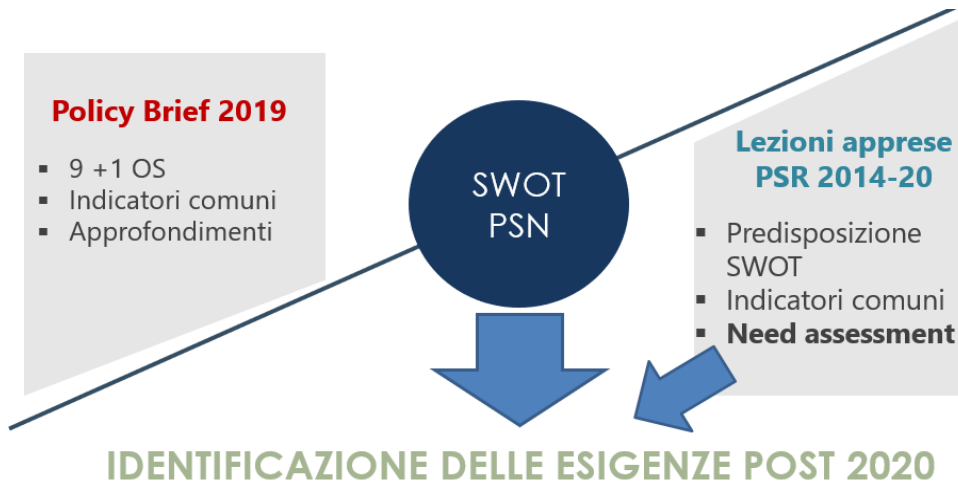 Policy Brief 2019
▪ 9 +1 OS
▪ Indicatori comuni
▪ Approfondimenti
SWOT
PSN
Lezioni apprese
PSR 2014-20
▪ Predisposizione
SWOT
▪ Indicatori comuni
▪ Need assessment
IDENTIFICAZIONE DELLE ESIGENZE POST 2020